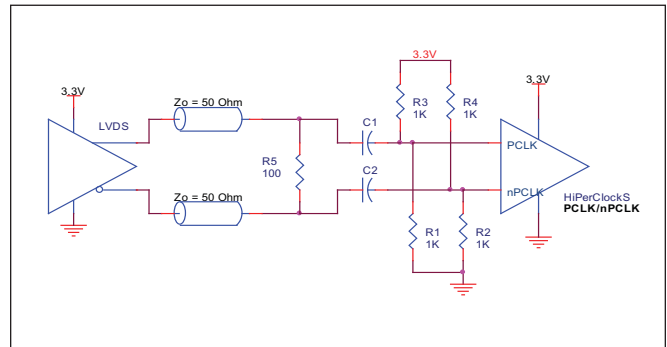 3.3V
3.3V
3.3V
LVDS
Zo = 50 Ohm
C1
R3
1K
R4
1K
PCLK
R5
100
Zo = 50 Ohm
C2
nPCLK
HiPerClockS
PCLK/nPCLK
R1
1K
R2
1K